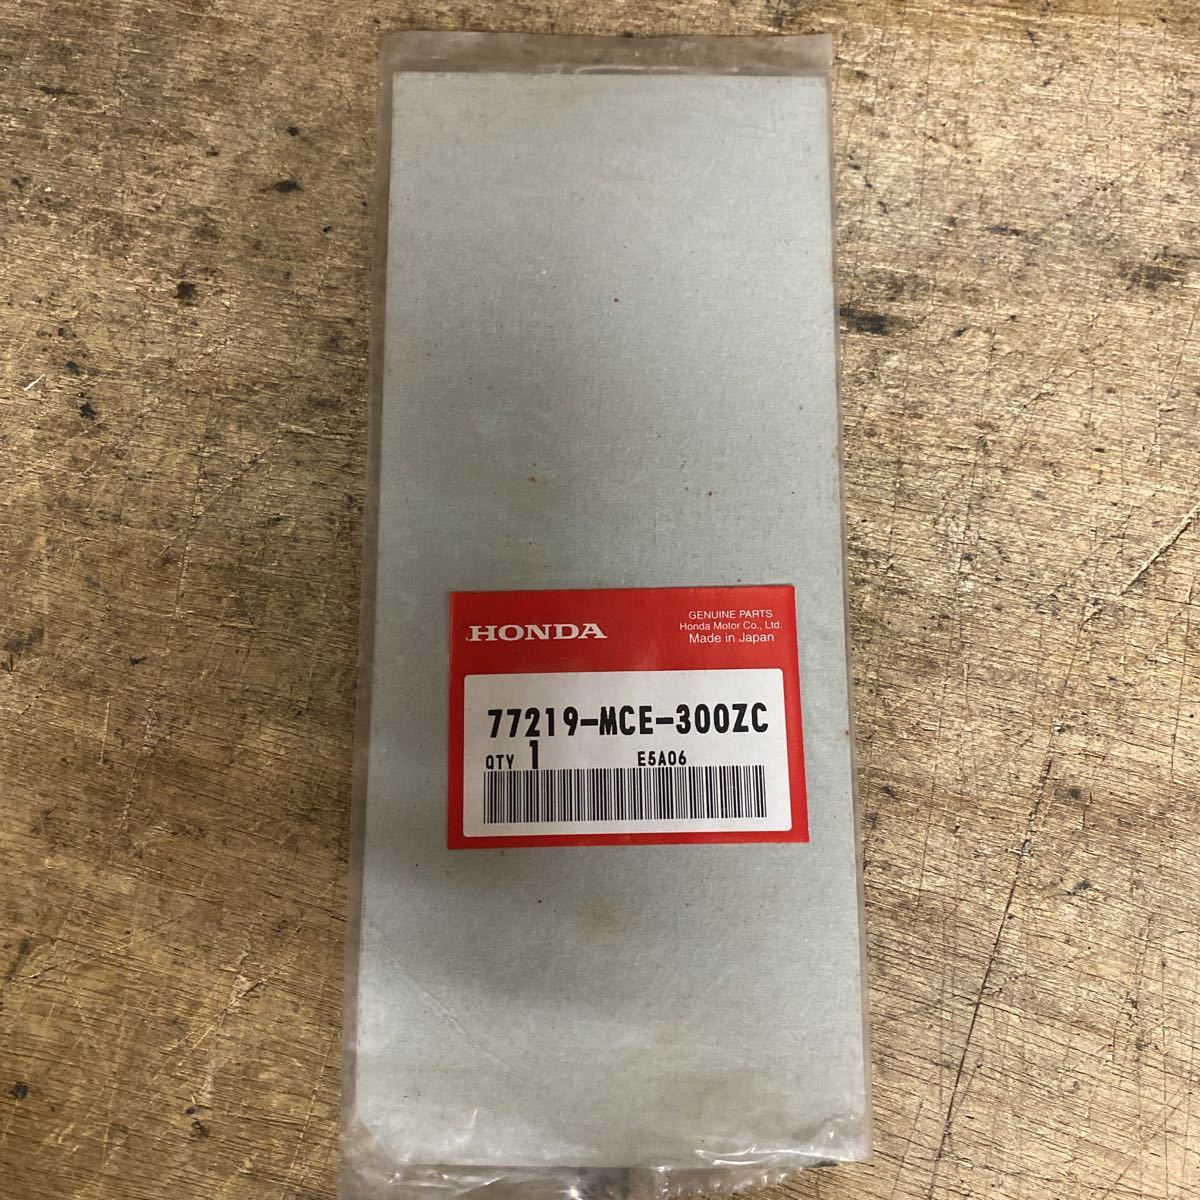 HONDA
GENUINE PARTS
Honda Motor Co., Ltd.
Made in Japan
77219-MCE-300ZC
QTY 1 E5A06